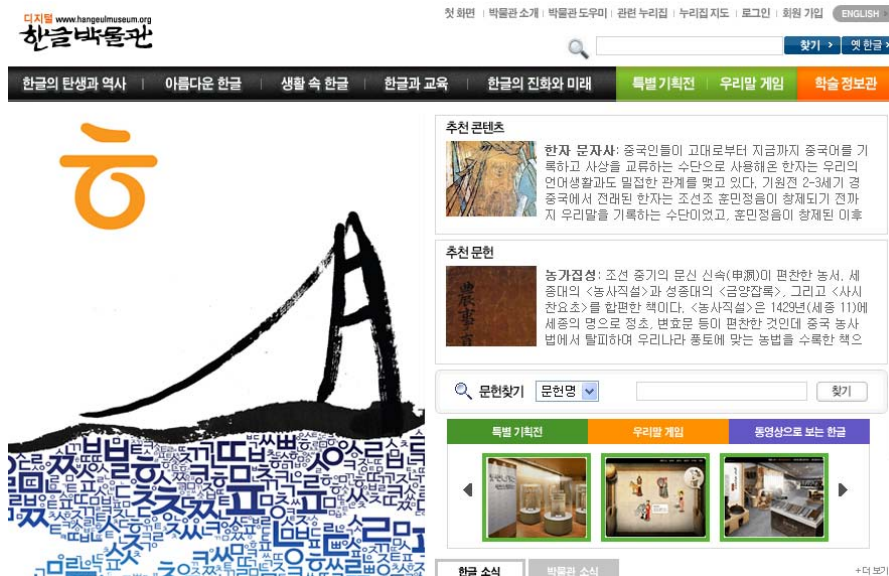 첫 화면 | 박물관 소개 | 박물관 도우미 | 관련 누리집 | 누리집 지도 | 로그인 | 회원 가입 ENGLISH
디지털 www.hangeulmuseum.org
한글박물관
찾기 > 옛 한글 >
한글의 탄생과 역사 | 아름다운 한글 | 생활 속 한글 | 한글과 교육 | 한글의 진화와 미래 특별 기획전 우리말 게임 학술 정보관
ㅎ
추천 콘텐츠
한자 문자사: 중국인들이 고대로부터 지금까지 중국어를 기
록하고 사상을 교류하는 수단으로 사용해온 한자는 우리의
언어생활과도 밀접한 관계를 맺고 있다. 기원전 2-3세기 경
중국에서 전래된 한자는 조선조 훈민정음이 창제되기 전까
지 우리말을 기록하는 수단이었고, 훈민정음이 창제된 이후
추천 문헌
농가집성: 조선 중기의 문신 신속(申洬)이 편찬한 농서. 세
종대의 <농사직설>과 성종대의 <금양잡록>, 그리고 <사시
찬요초>를 합편한 책이다. <농사직설>은 1429년(세종 11)에
세종의 명으로 정초, 변효문 등이 편찬한 것인데 중국 농사
법에서 탈피하여 우리나라 풍토에 맞는 농법을 수록한 책으
문헌찾기 문헌명 찾기
특별 기획전 우리말 게임 동영상으로 보는 한글
한글 소식 박물관 소식 +더 보기